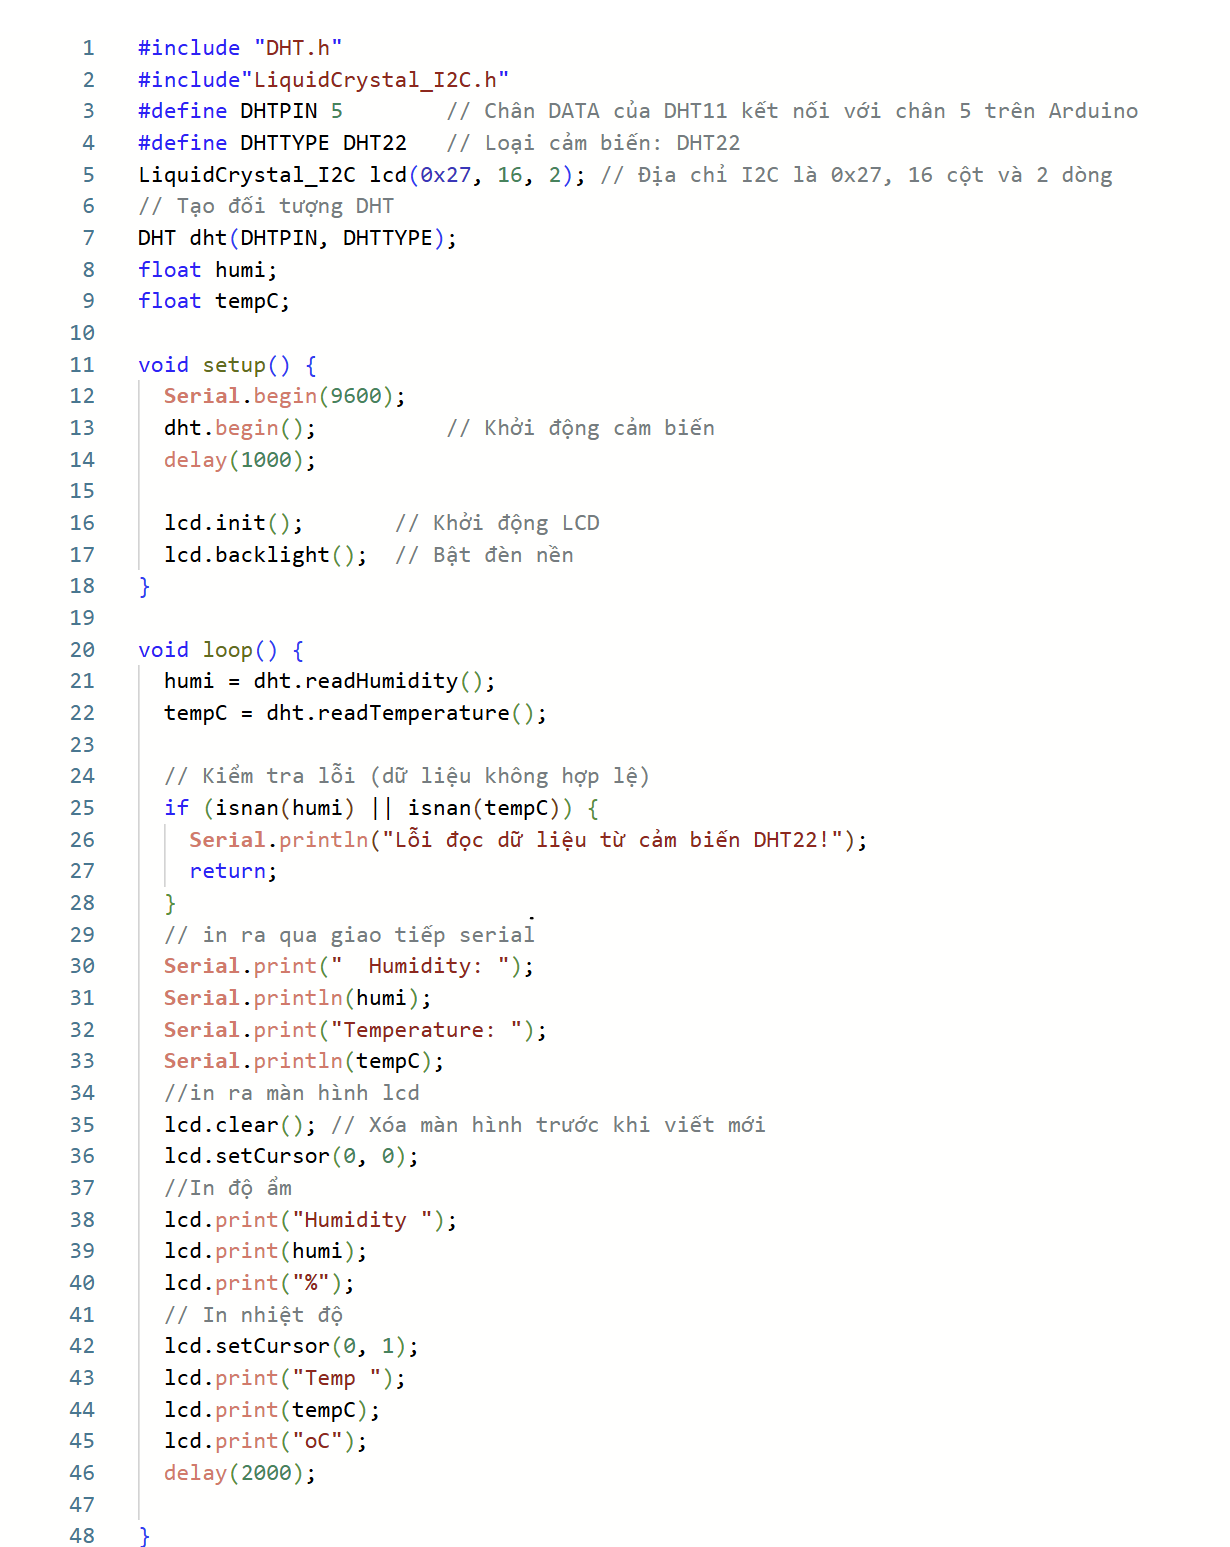 1 #include "DHT.h"
2 #include"LiquidCrystal_I2C.h"
3 #define DHTPIN 5 // Chân DATA của DHT11 kết nối với chân 5 trên Arduino
4 #define DHTTYPE DHT22 // Loại cảm biến: DHT22
5 LiquidCrystal_I2C lcd(0x27, 16, 2); // Địa chỉ I2C là 0x27, 16 cột và 2 dòng
6 // Tạo đối tượng DHT
7 DHT dht(DHTPIN, DHTTYPE);
8 float humi;
9 float tempC;
10
11 void setup() {
12 Serial.begin(9600);
13 dht.begin(); // Khởi động cảm biến
14 delay(1000);
15
16 lcd.init(); // Khởi động LCD
17 lcd.backlight(); // Bật đèn nền
18 }
19
20 void loop() {
21 humi = dht.readHumidity();
22 tempC = dht.readTemperature();
23
24 // Kiểm tra lỗi (dữ liệu không hợp lệ)
25 if (isnan(humi) || isnan(tempC)) {
26 Serial.println("Lỗi đọc dữ liệu từ cảm biến DHT22!");
27 return;
28 }
29 // in ra qua giao tiếp serial
30 Serial.print("  Humidity: ");
31 Serial.println(humi);
32 Serial.print("Temperature: ");
33 Serial.println(tempC);
34 //in ra màn hình lcd
35 lcd.clear(); // Xóa màn hình trước khi viết mới
36 lcd.setCursor(0, 0);
37 //In độ ẩm
38 lcd.print("Humidity ");
39 lcd.print(humi);
40 lcd.print("%");
41 // In nhiệt độ
42 lcd.setCursor(0, 1);
43 lcd.print("Temp ");
44 lcd.print(tempC);
45 lcd.print("oC");
46 delay(2000);
47
48 }